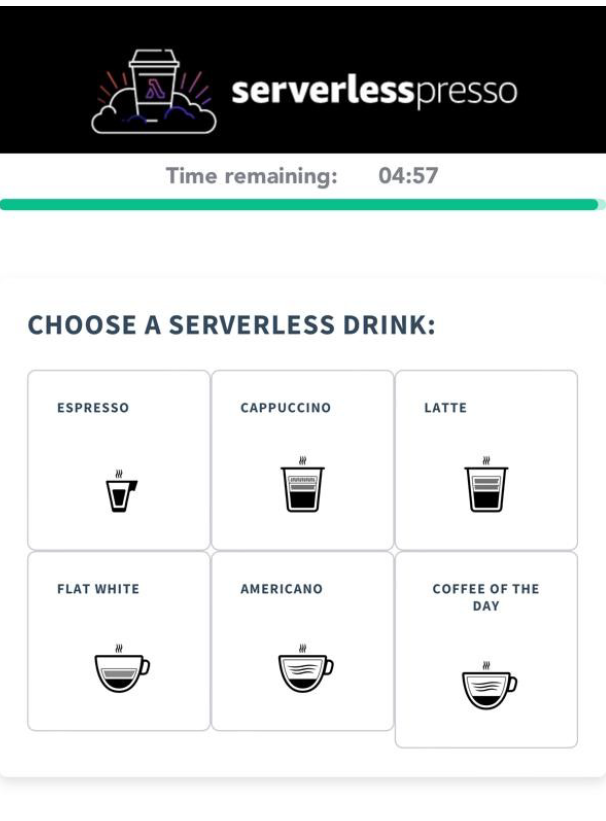 serverlesspresso
Time remaining: 04:57
CHOOSE A SERVERLESS DRINK:
ESPRESSO
CAPPUCCINO
LATTE
FLAT WHITE
AMERICANO
COFFEE OF THE
DAY